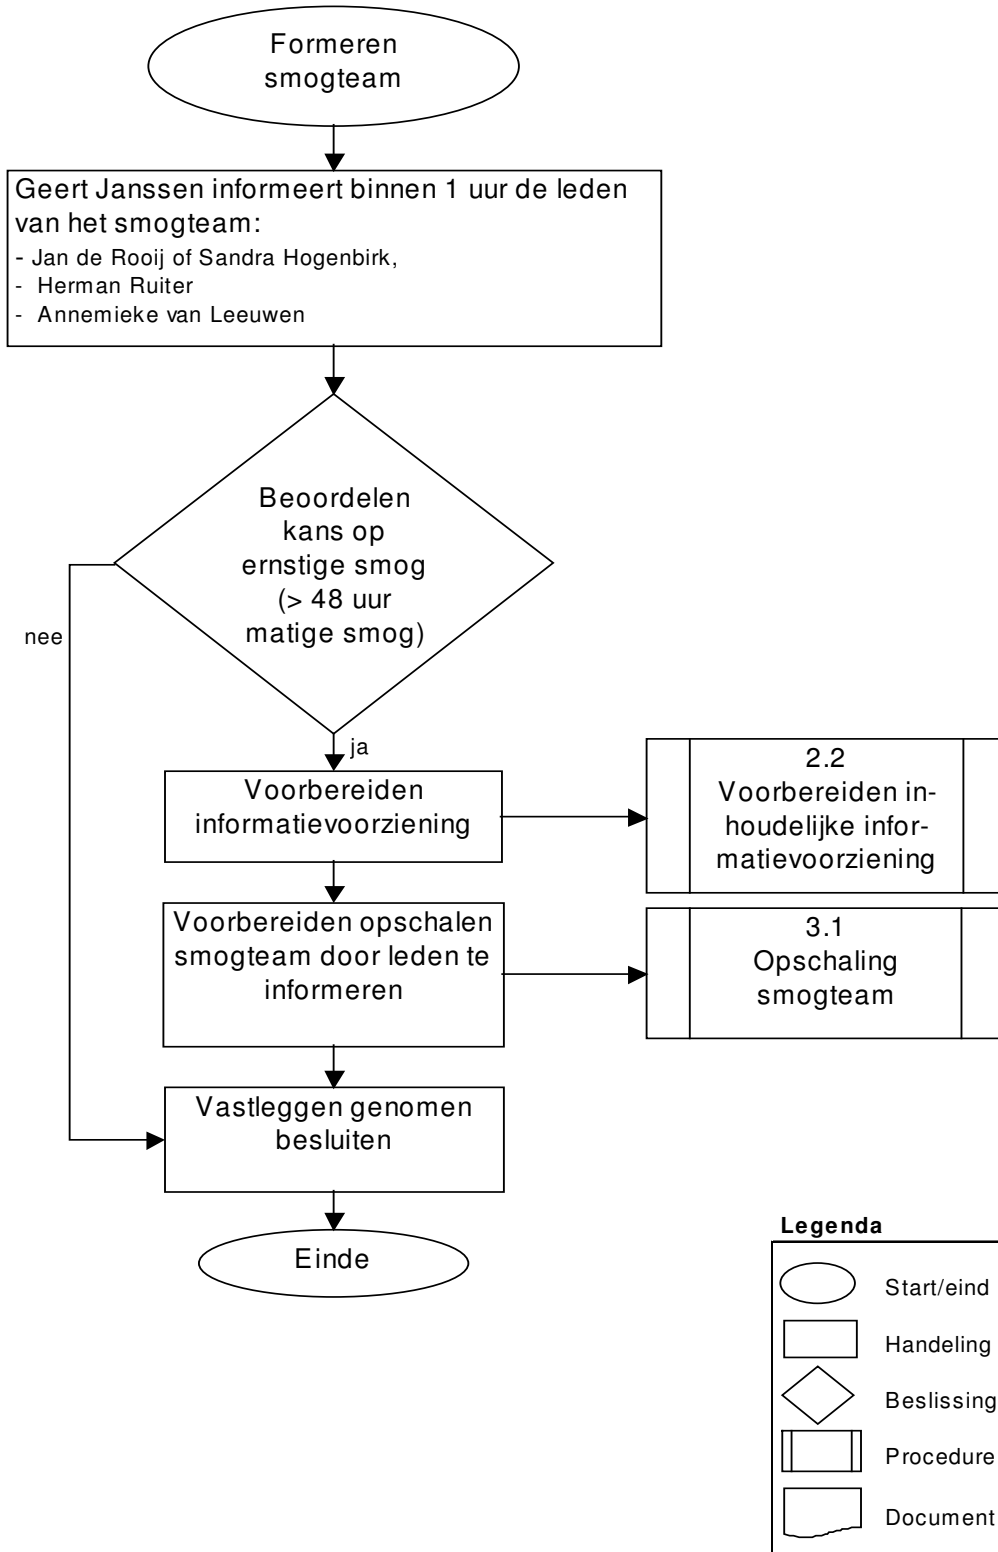 Formeren
smogteam
Geert Janssen informeert binnen 1 uur de leden
van het smogteam:
- Jan de Rooij of Sandra Hogenbirk,
- Herman Ruiter
- Annemieke van Leeuwen
Beoordelen
kans op
ernstige smog
(> 48 uur
matige smog)
nee
ja
Voorbereiden
informatievoorziening
2.2
Voorbereiden in-
houdelijke infor-
matievoorziening
Voorbereiden opschalen
smogteam door leden te
informeren
3.1
Opschaling
smogteam
Vastleggen genomen
besluiten
Einde
Legenda
Start/eind
Handeling
Beslissing
Procedure
Document